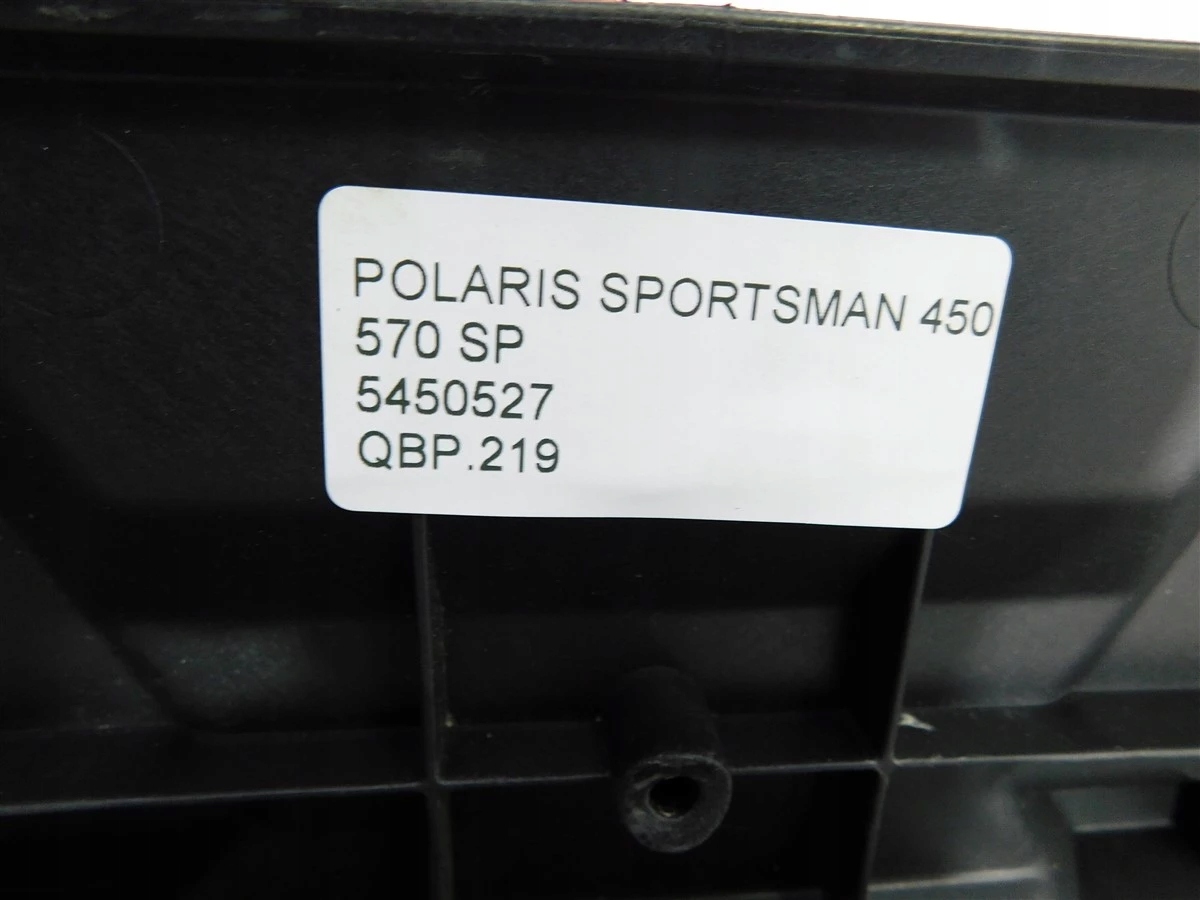 POLARIS SPORTSMAN 450
570 SP
5450527
QBP.219